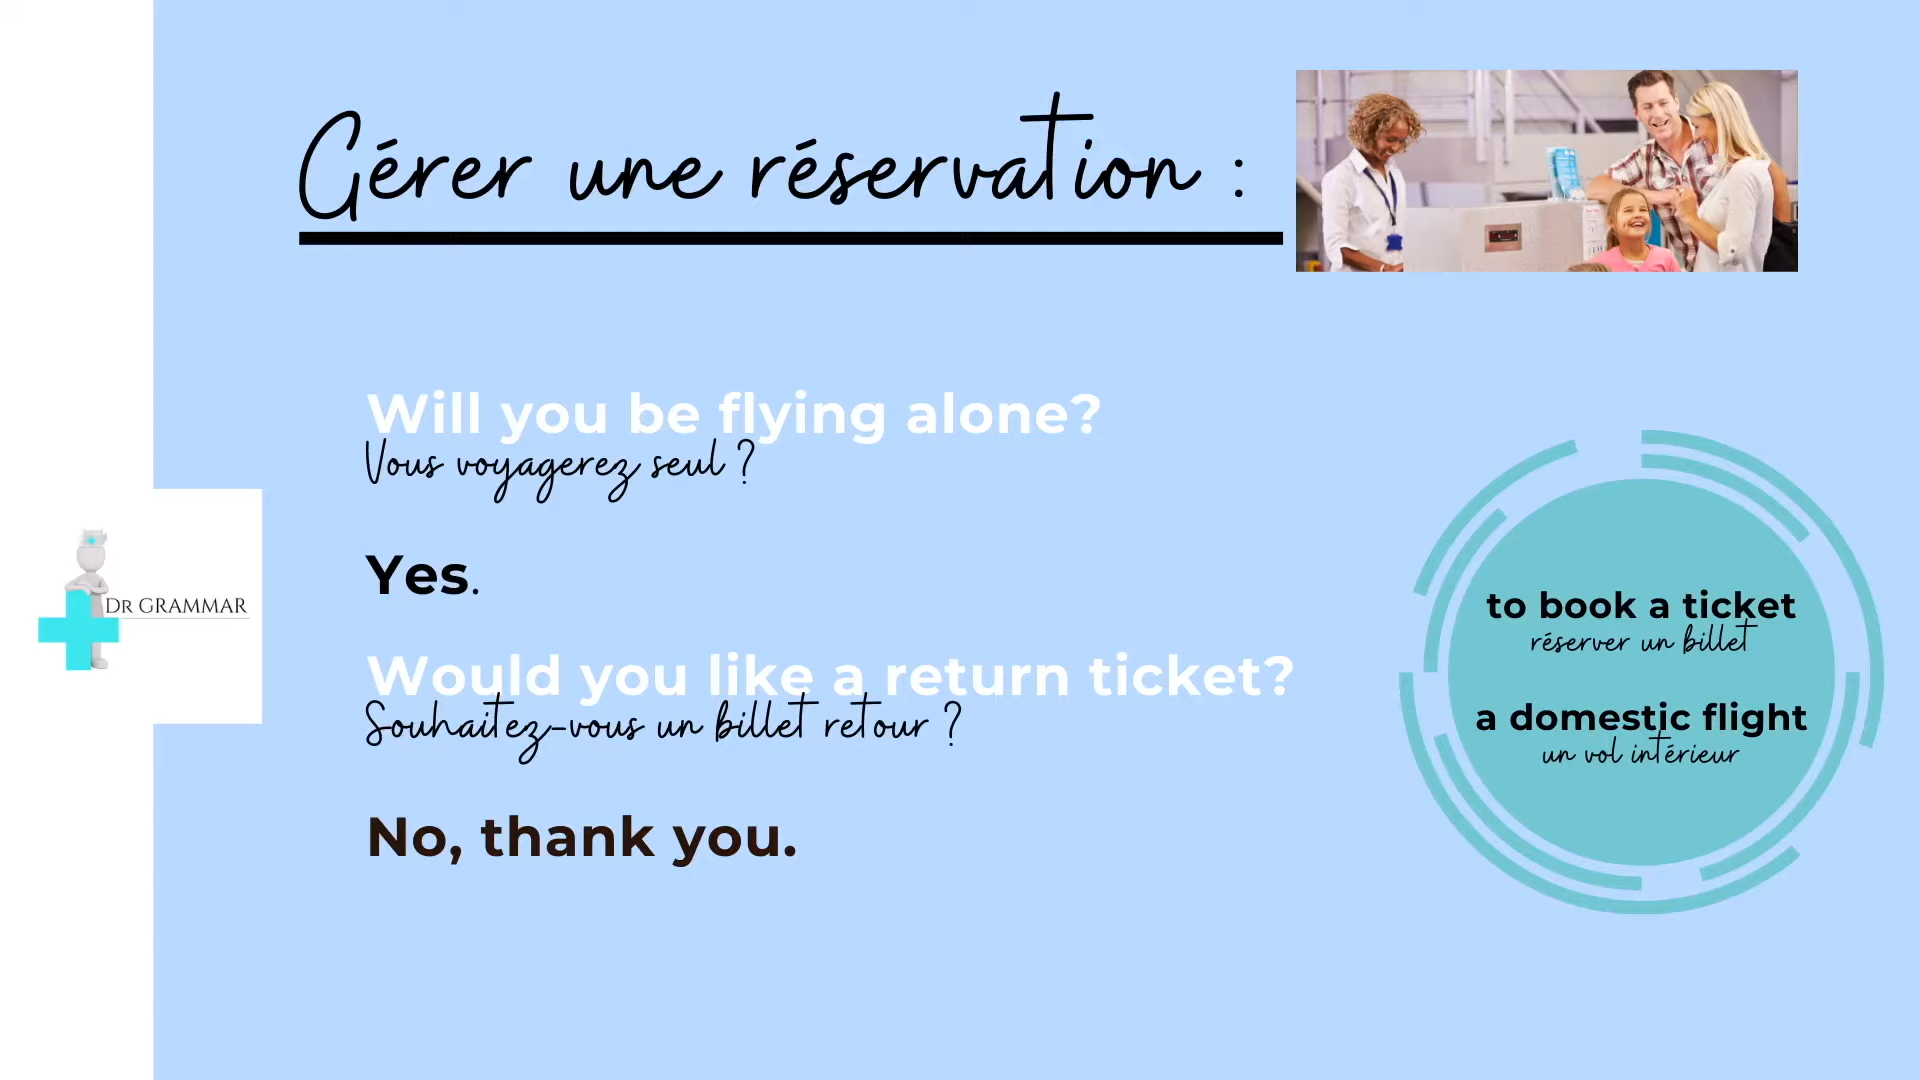 Gérer une réservation :
Will you be flying alone?
Vous voyagerez seul ?
Yes.
Would you like a return ticket?
Souhaitez-vous un billet retour ?
No, thank you.
to book a ticket
réserver un billet
a domestic flight
un vol intérieur
DR GRAMMAR